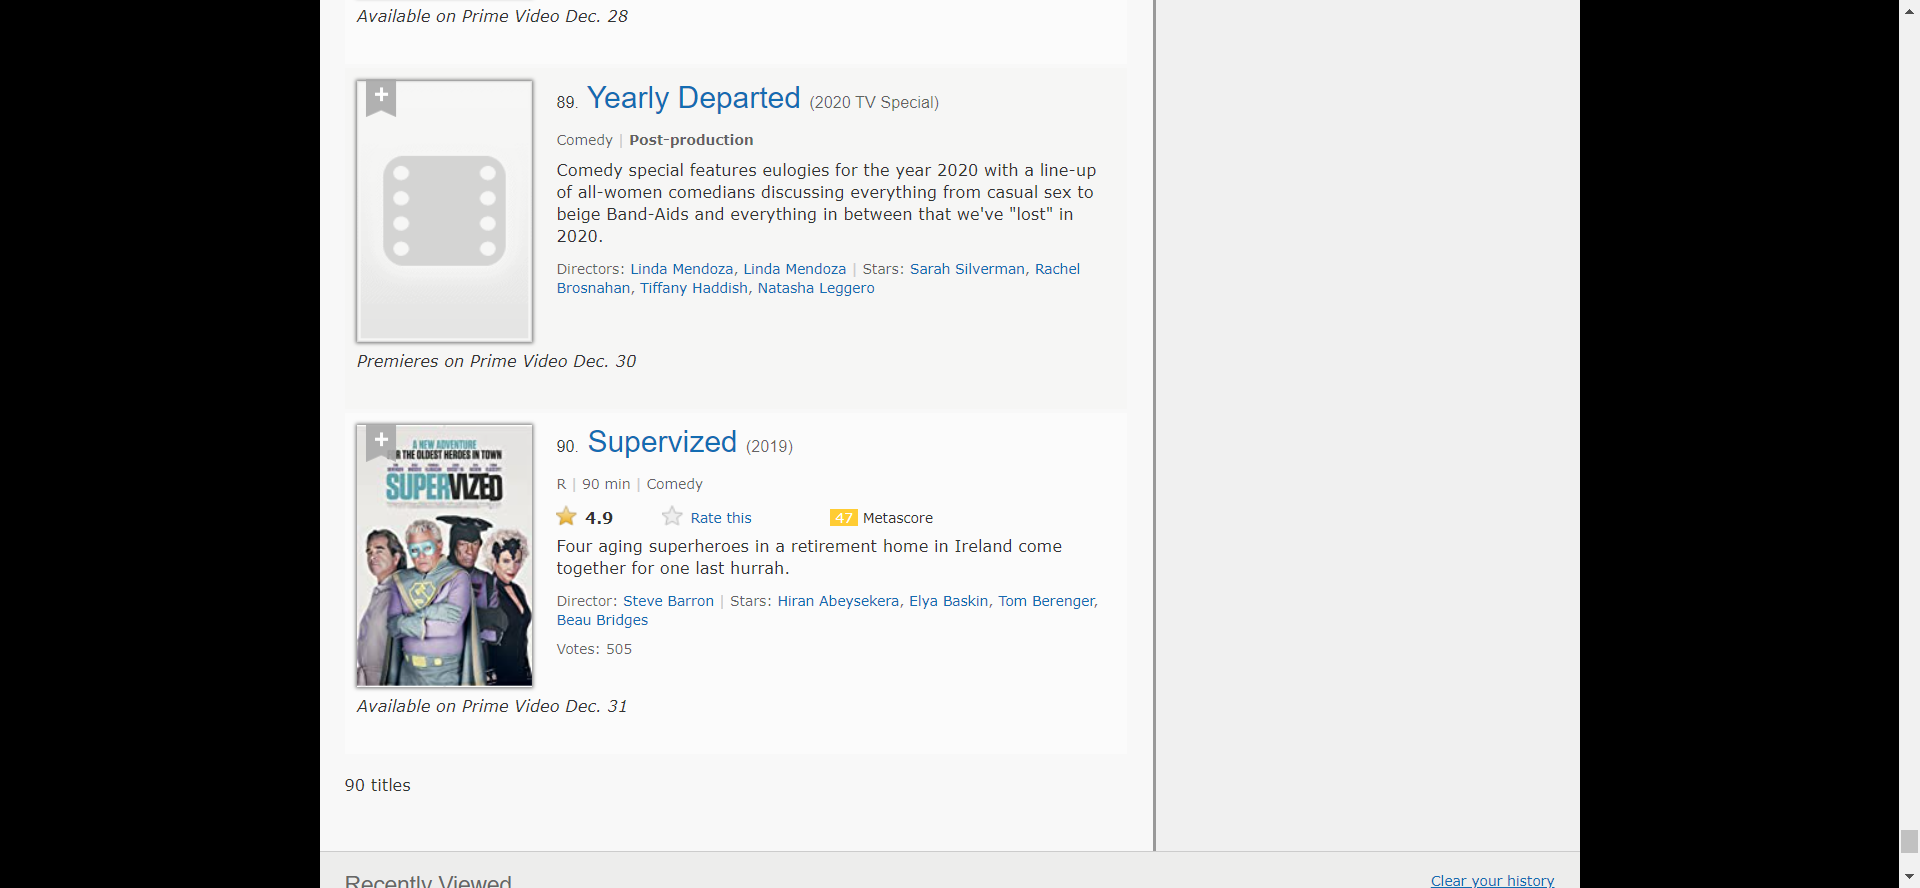 Available on Prime Video Dec. 28
89. Yearly Departed (2020 TV Special)
Comedy | Post-production
Comedy special features eulogies for the year 2020 with a line-up
of all-women comedians discussing everything from casual sex to
beige Band-Aids and everything in between that we've "lost" in
2020.
Directors: Linda Mendoza, Linda Mendoza | Stars: Sarah Silverman, Rachel
Brosnahan, Tiffany Haddish, Natasha Leggero
Premieres on Prime Video Dec. 30
A NEW ADVENTURE
THE OLDEST HEROES IN TOWN
SUPERVIZED
90. Supervized (2019)
R | 90 min | Comedy
4.9 Rate this 47 Metascore
Four aging superheroes in a retirement home in Ireland come
together for one last hurrah.
Director: Steve Barron | Stars: Hiran Abeysekera, Elya Baskin, Tom Berenger,
Beau Bridges
Votes: 505
Available on Prime Video Dec. 31
90 titles
Recently Viewed
Clear your history